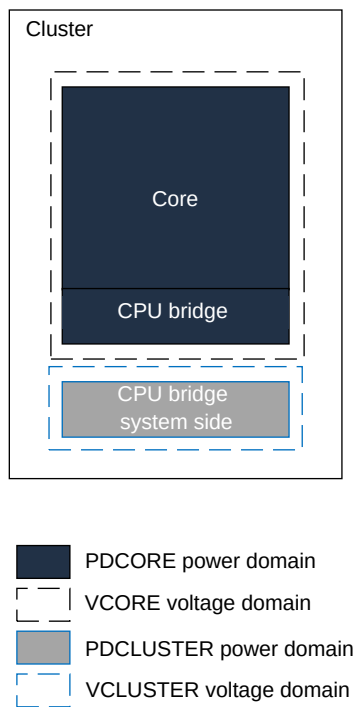 Cluster
Core
CPU bridge
CPU bridge
system side
PDCORE power domain
VCORE voltage domain
PDCLUSTER power domain
VCLUSTER voltage domain